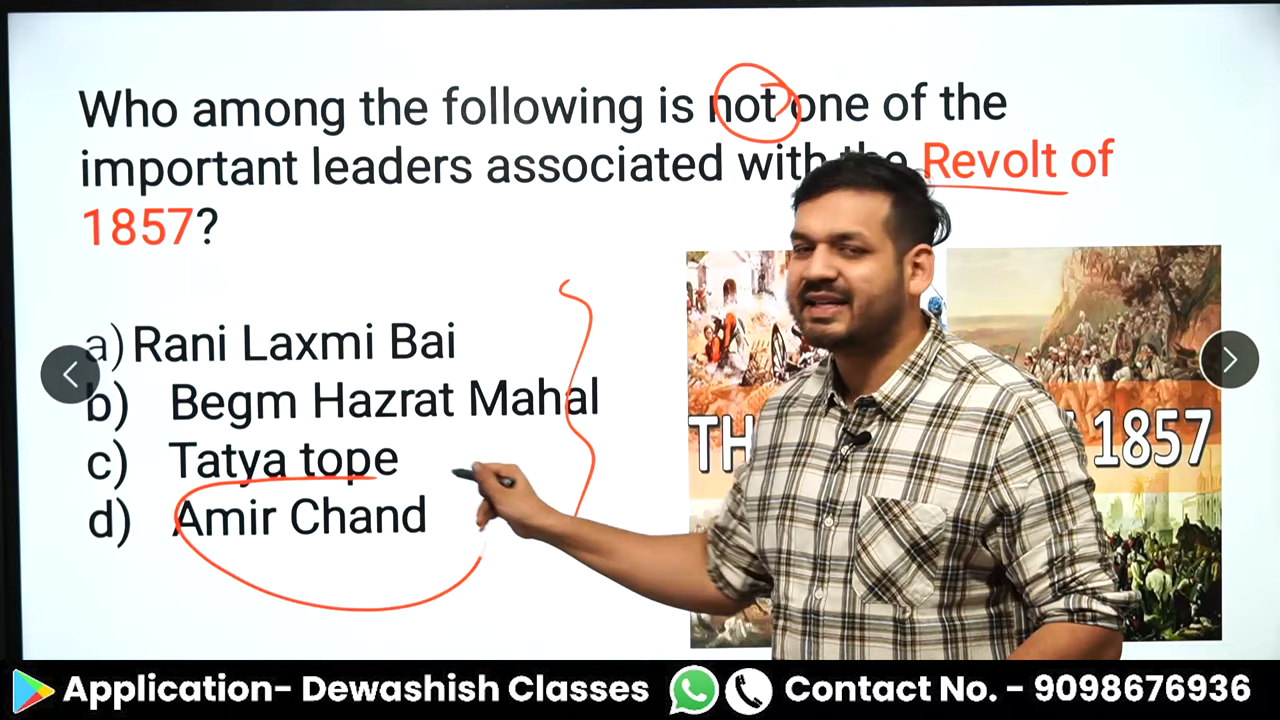 Who among the following is not one of the
important leaders associated with the Revolt of
1857?
a) Rani Laxmi Bai
b) Begm Hazrat Mahal
c) Tatya tope
d) Amir Chand
TH 1857
Application- Dewashish Classes Contact No. - 9098676936